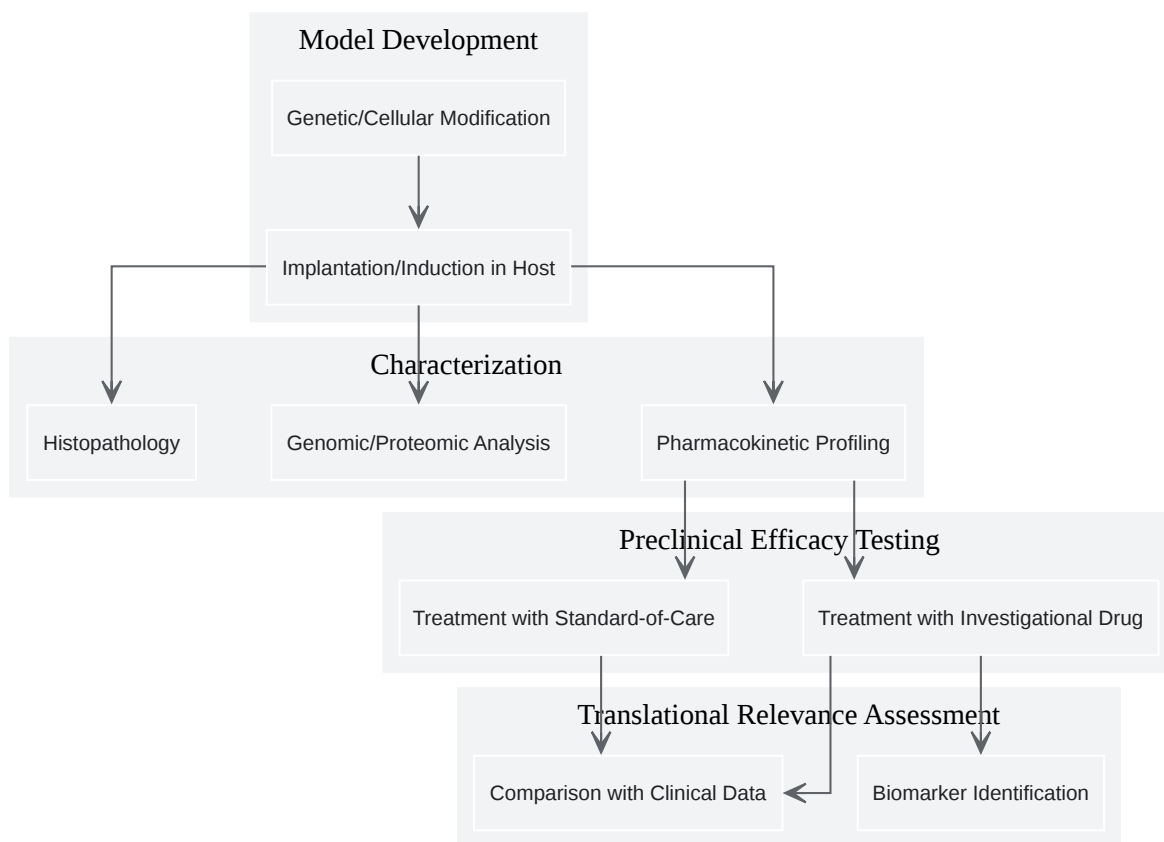 Model Development
Genetic/Cellular Modification
Implantation/Induction in Host
Characterization
Histopathology
Genomic/Proteomic Analysis
Pharmacokinetic Profiling
Preclinical Efficacy Testing
Treatment with Standard-of-Care
Treatment with Investigational Drug
Translational Relevance Assessment
Comparison with Clinical Data
Biomarker Identification